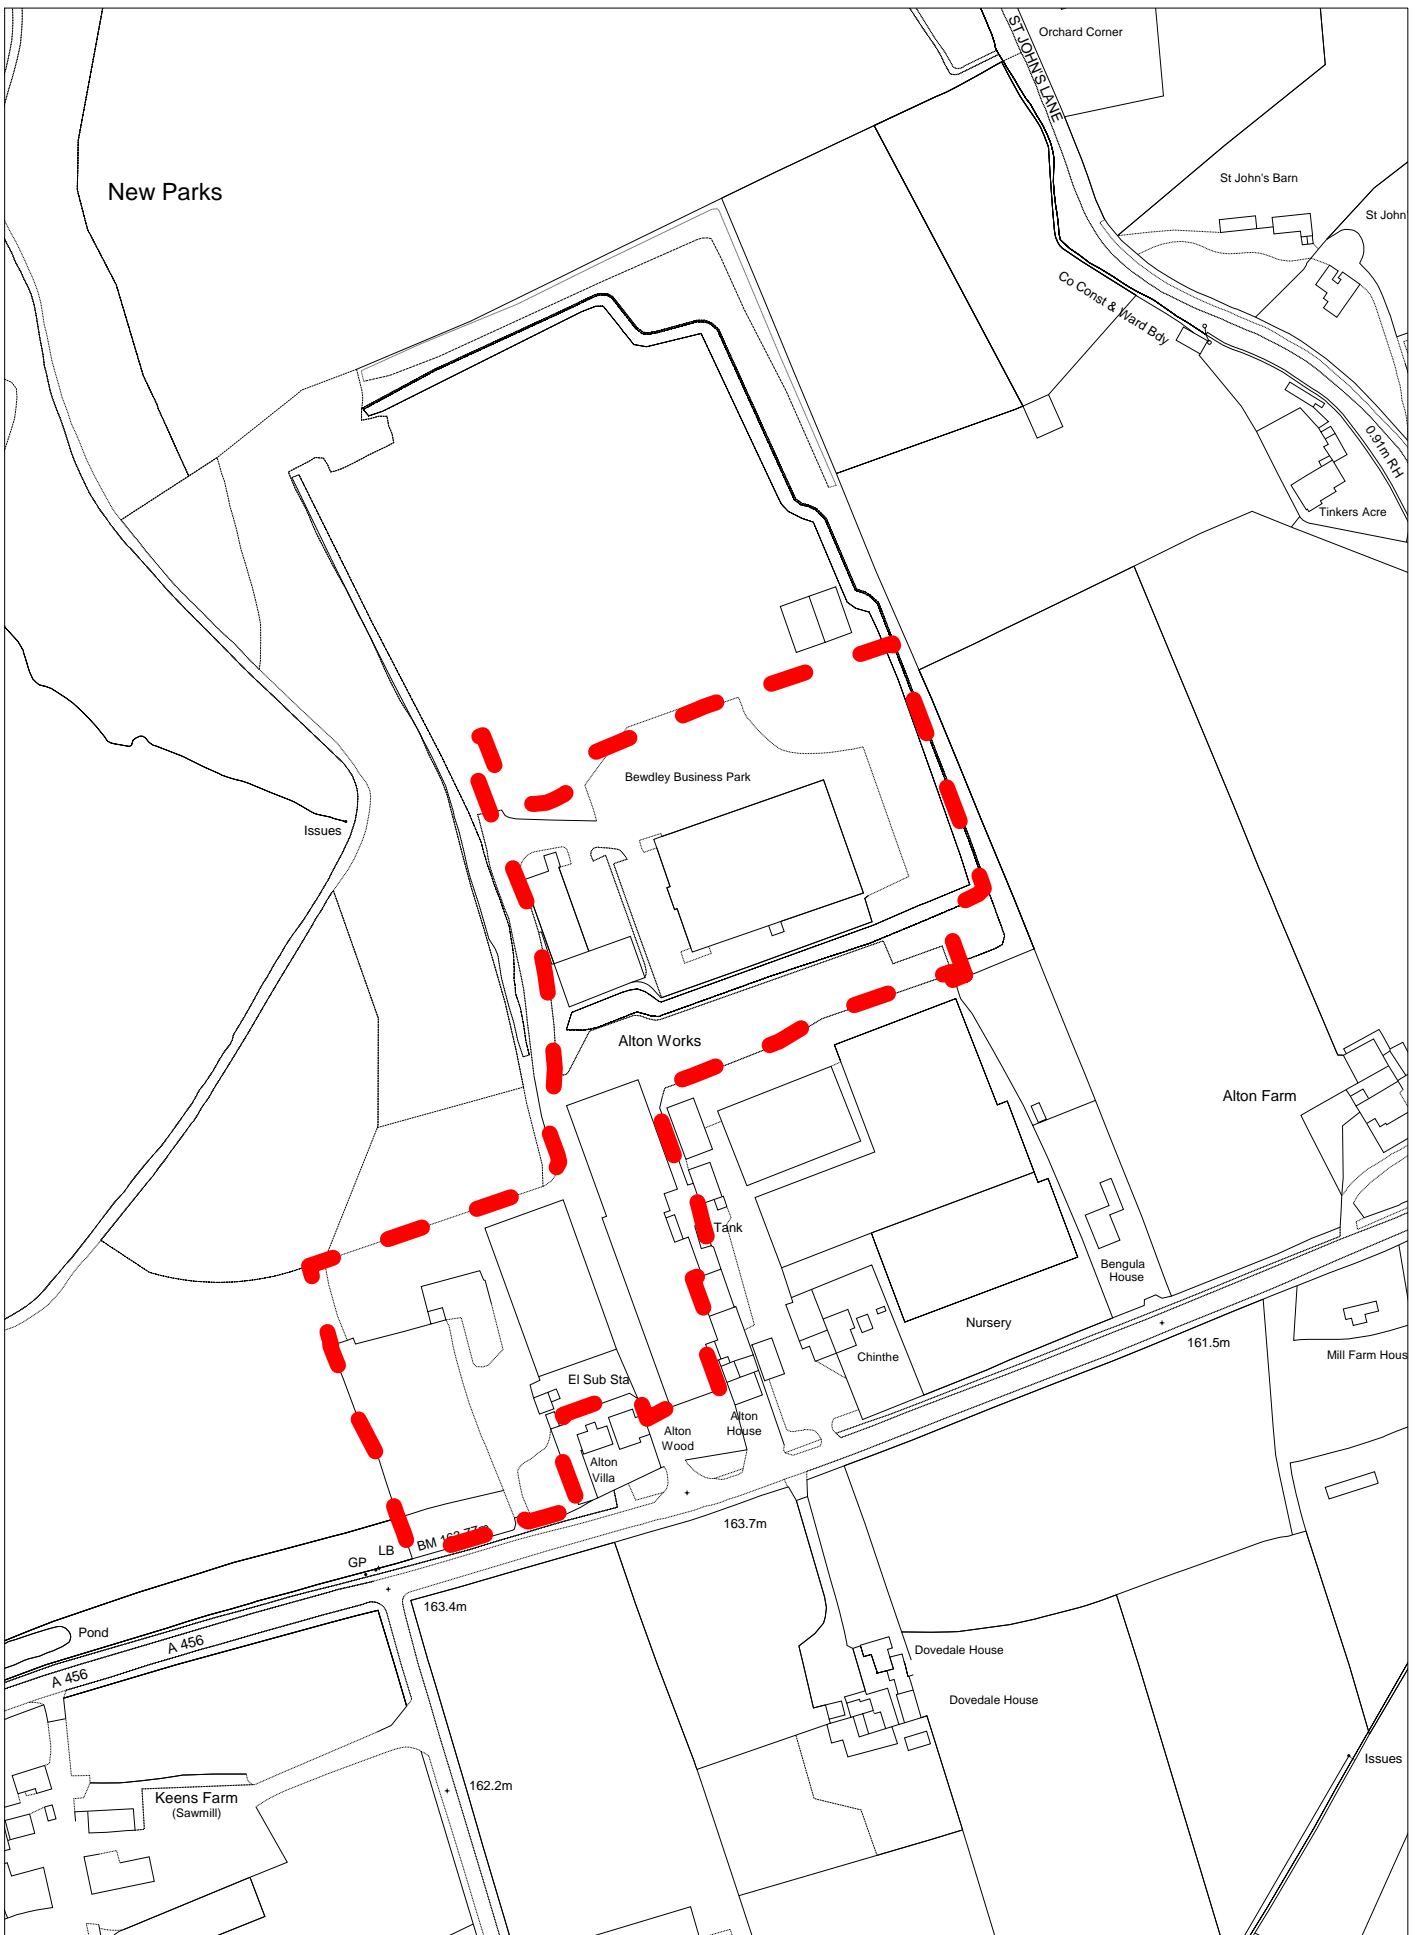 ST JOHN'S LANE
Orchard Corner
New Parks
St John's Barn
St John
Co Const & Ward Bdy
0.91m RH
Tinkers Acre
Bewdley Business Park
Issues
Alton Works
Alton Farm
Tank
Bengula
House
Nursery
161.5m
Chinthe
Mill Farm Hous
El Sub Sta
Alton
House
Alton
Wood
Alton
Villa
163.7m
BM
LB
GP
163.4m
Pond
A 456
A 456
Dovedale House
Dovedale House
Issues
162.2m
Keens Farm
(Sawmill)